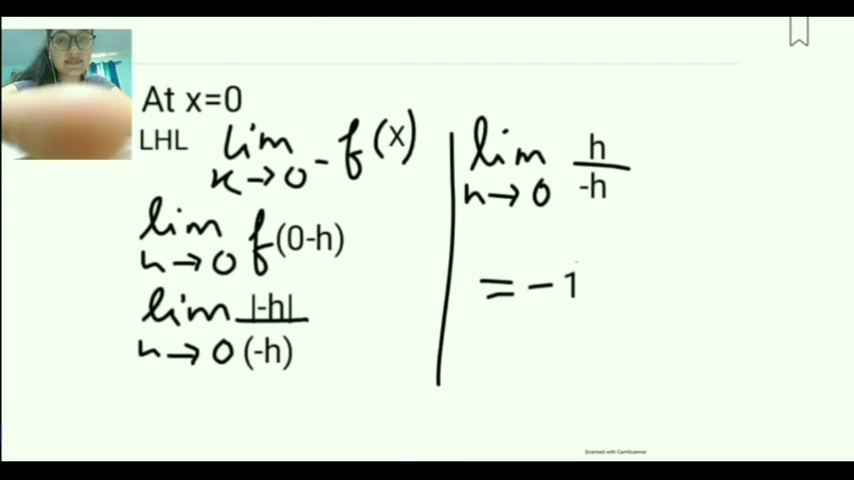 At x=0
LHL lim x→0- f(x)
lim h→0 f(0-h)
lim h→0 |-h| / (-h)
lim h→0 h / -h
= -1
Scanned with CamScanner